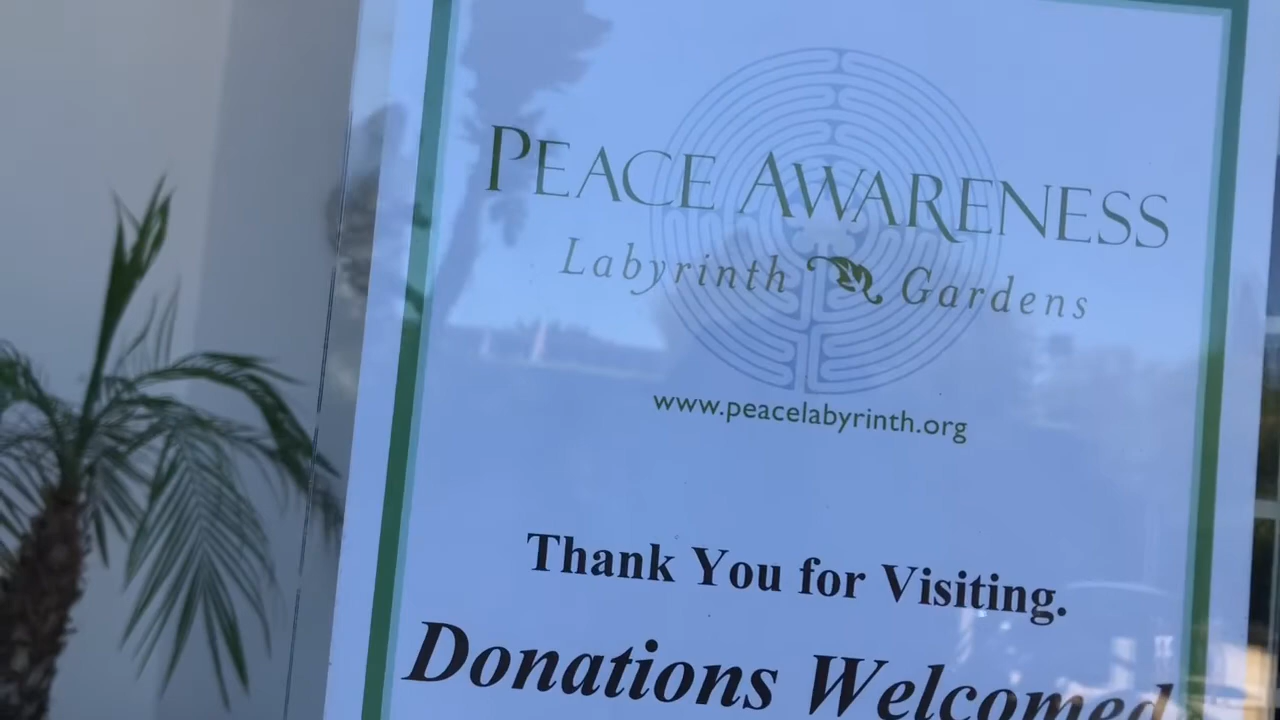 PEACE AWARENESS
Labyrinth Gardens
www.peacelabyrinth.org
Thank You for Visiting.
Donations Welcomed